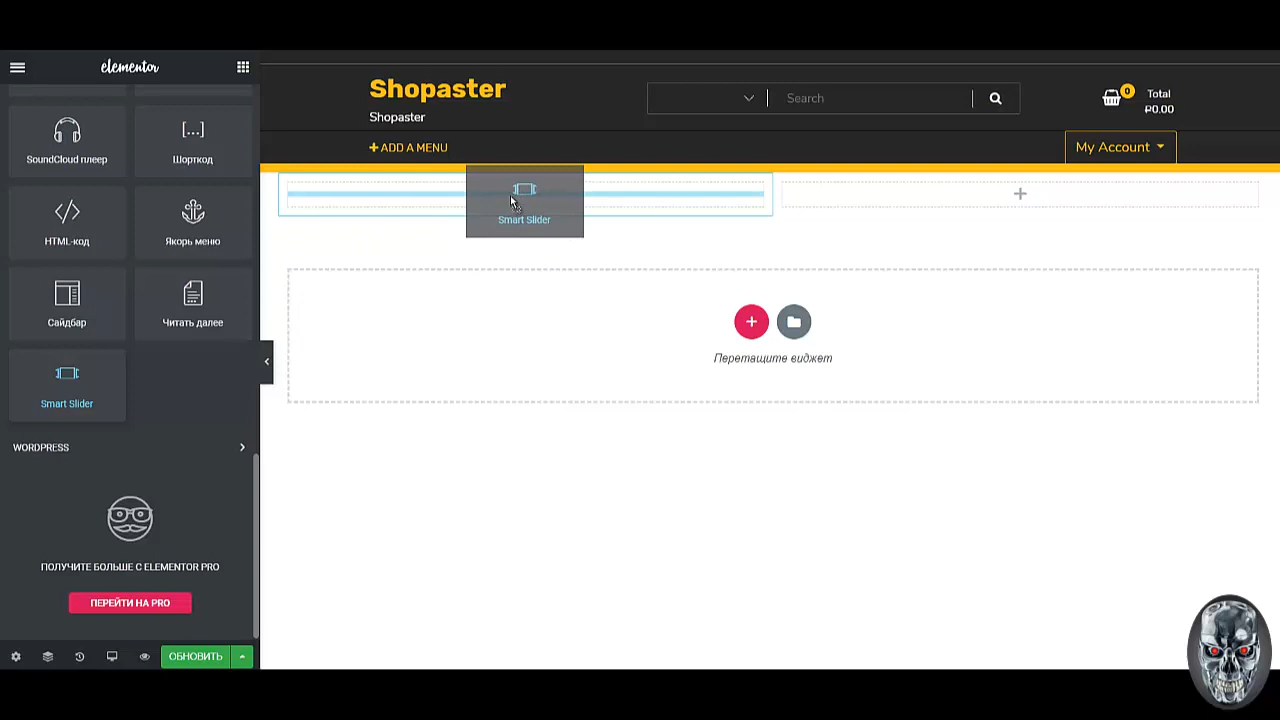 elementor
SoundCloud плеер
Шорткод
HTML-код
Якорь меню
Сайдбар
Читать далее
Smart Slider
WORDPRESS
ПОЛУЧИТЕ БОЛЬШЕ С ELEMENTOR PRO
ПЕРЕЙТИ НА PRO
ОБНОВИТЬ
Shopaster
Shopaster
Search
0
Total
₽0.00
ADD A MENU
My Account
Smart Slider
Перетащите виджет